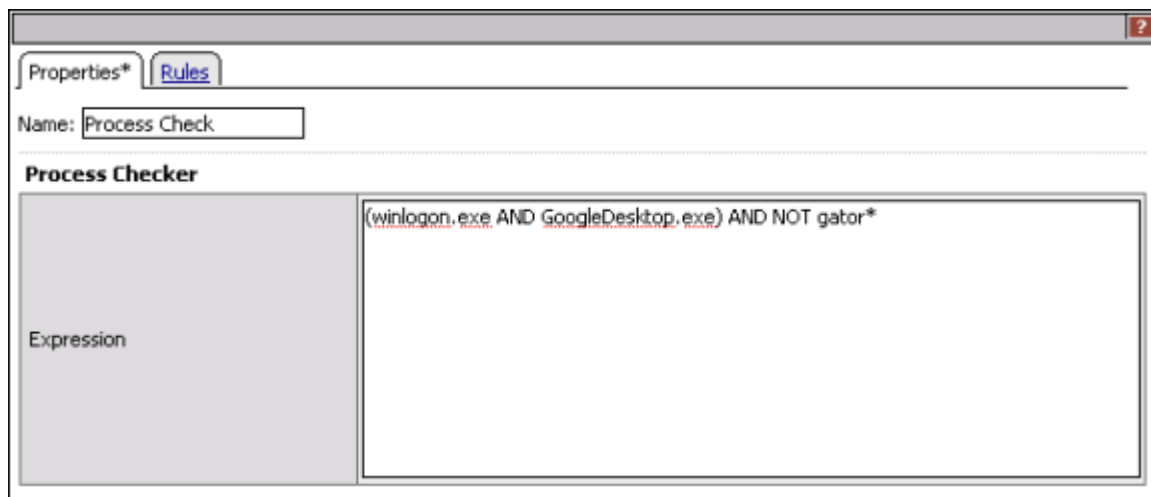 ?
Properties* Rules
Name: Process Check
Process Checker
Expression
(winlogon.exe AND GoogleDesktop.exe) AND NOT gator*